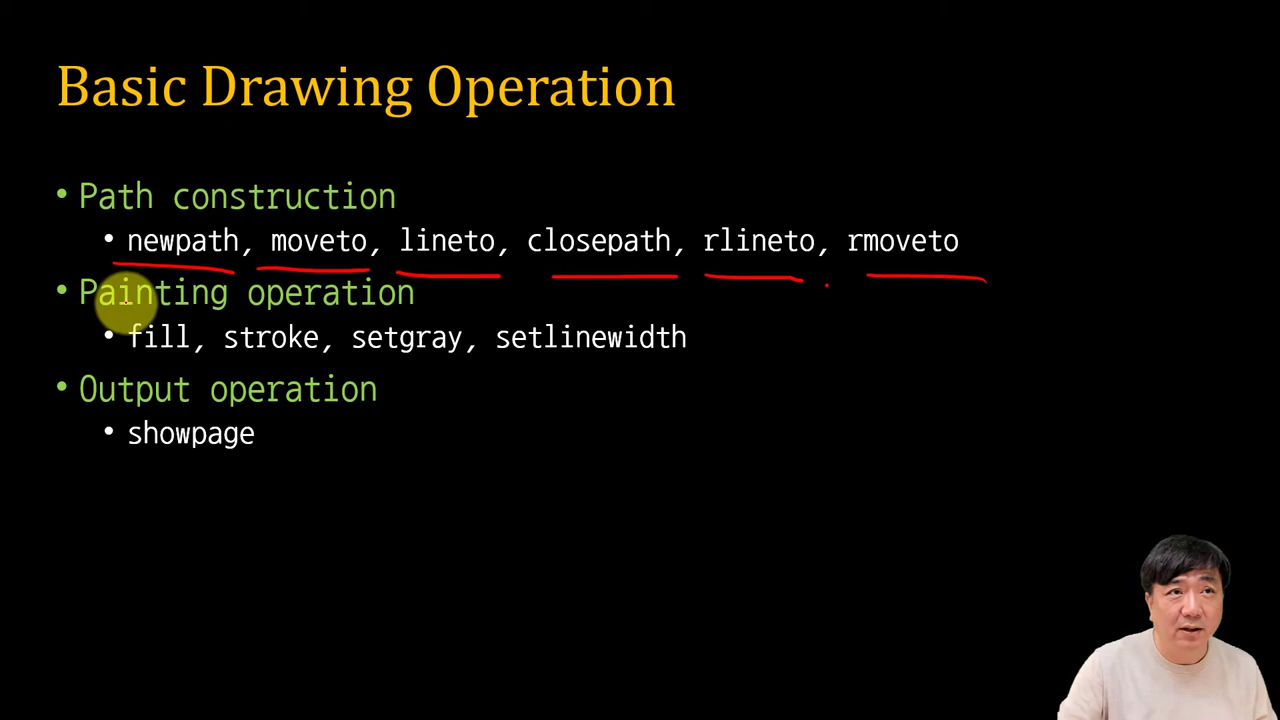 Basic Drawing Operation
• Path construction
• newpath, moveto, lineto, closepath, rlineto, rmoveto
• Painting operation
• fill, stroke, setgray, setlinewidth
• Output operation
• showpage